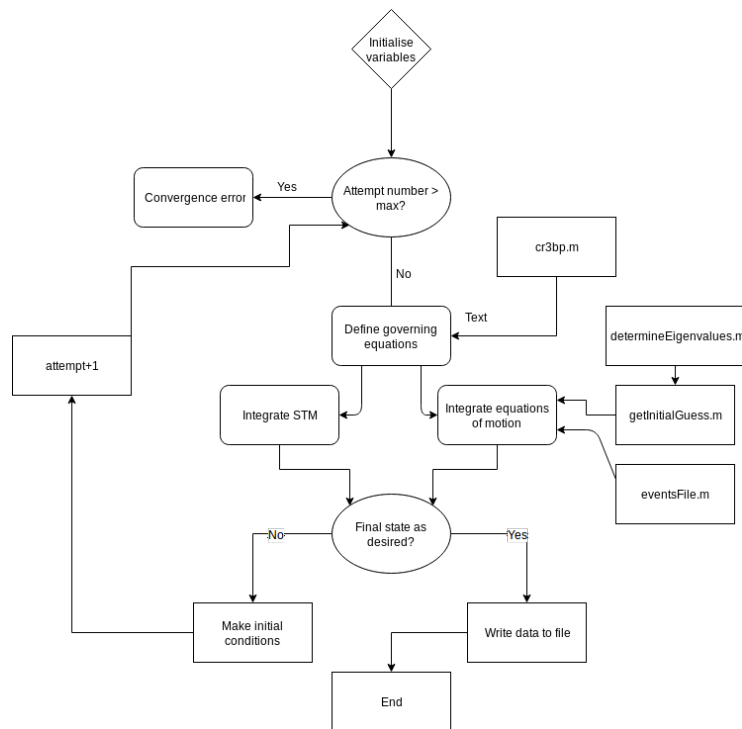 Initialise
variables
Convergence error
Yes
Attempt number >
max?
cr3bp.m
No
Text
Define governing
equations
determineEigenvalues.m
attempt+1
Integrate STM
Integrate equations
of motion
getInitialGuess.m
eventsFile.m
Final state as
desired?
No
Yes
Make initial
conditions
Write data to file
End